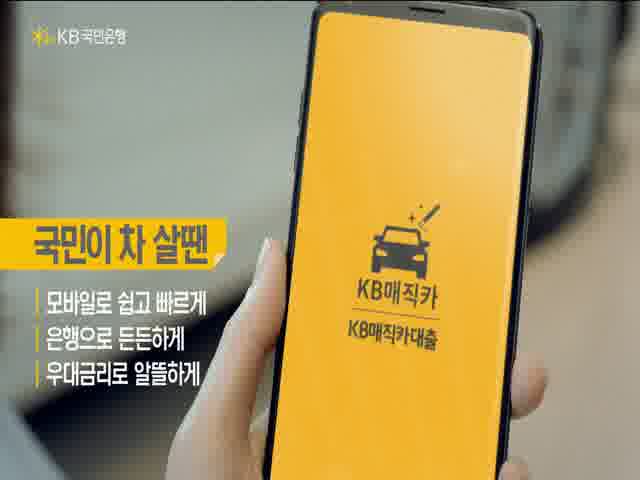 KB국민은행
국민이 차 살땐
모바일로 쉽고 빠르게
은행으로 든든하게
우대금리로 알뜰하게
KB매직카
KB매직카대출